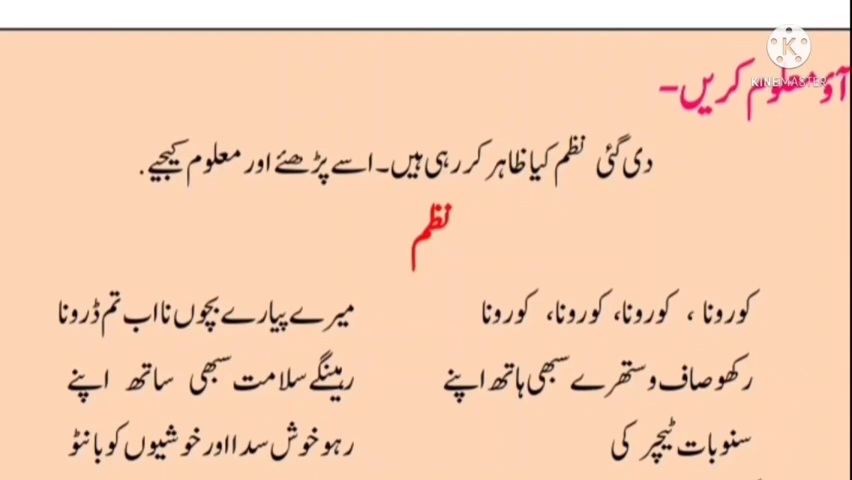 KINEMASTER
آؤ معلوم کریں۔
دی گئی نظم کیا ظاہر کر رہی ہیں۔ اسے پڑھئے اور معلوم کیجیے.
نظم
کورونا ، کورونا، کورونا، کورونا میرے پیارے بچوں نا اب تم ڈرونا
رکھو صاف و ستھرے سبھی ہاتھ اپنے رہینگے سلامت سبھی ساتھ اپنے
سنو بات ٹیچر کی رہو خوش سدا اور خوشیوں کو بانٹو